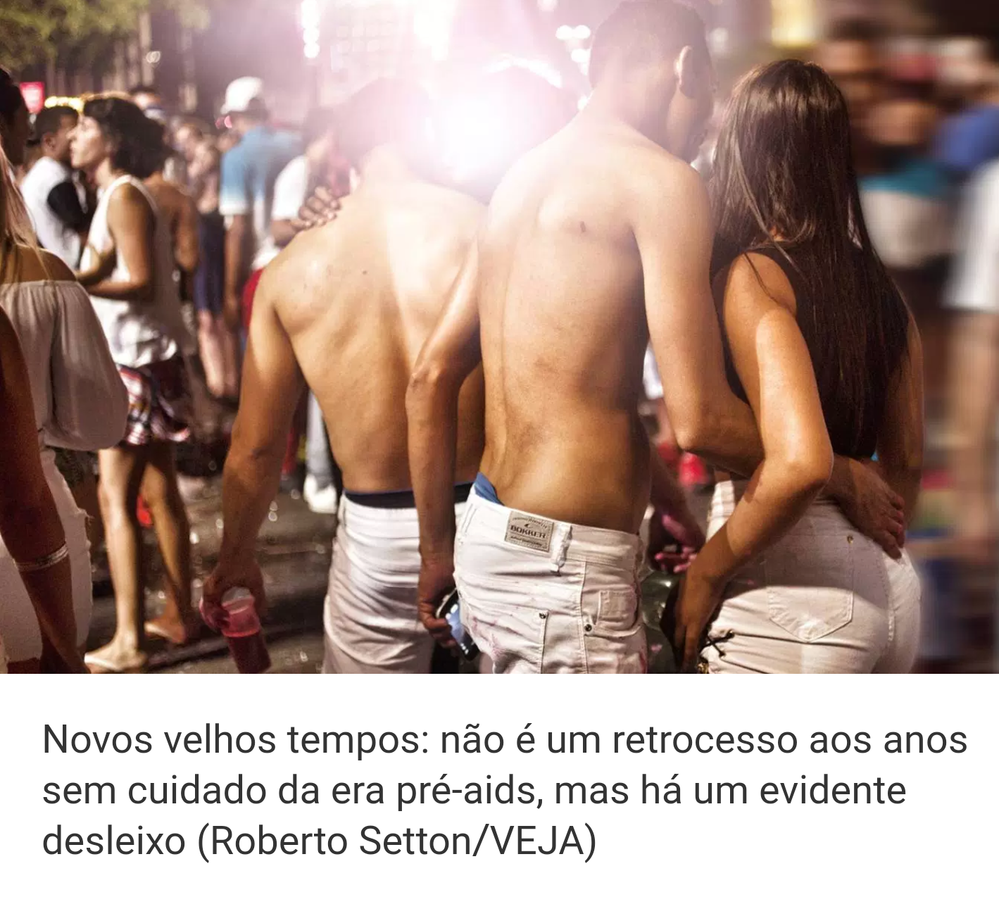 BOKKER
Novos velhos tempos: não é um retrocesso aos anos
sem cuidado da era pré-aids, mas há um evidente
desleixo (Roberto Setton/VEJA)